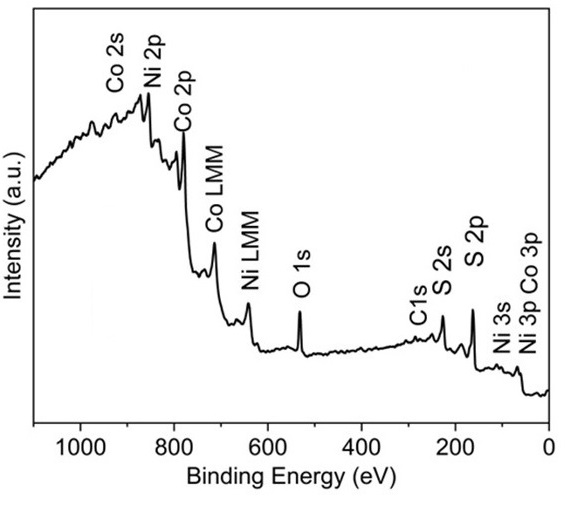 Intensity (a.u.)
Co 2s
Ni 2p
Co 2p
Co LMM
Ni LMM
O 1s
C1s
S 2s
S 2p
Ni 3s
Ni 3p Co 3p
1000 800 600 400 200 0
Binding Energy (eV)